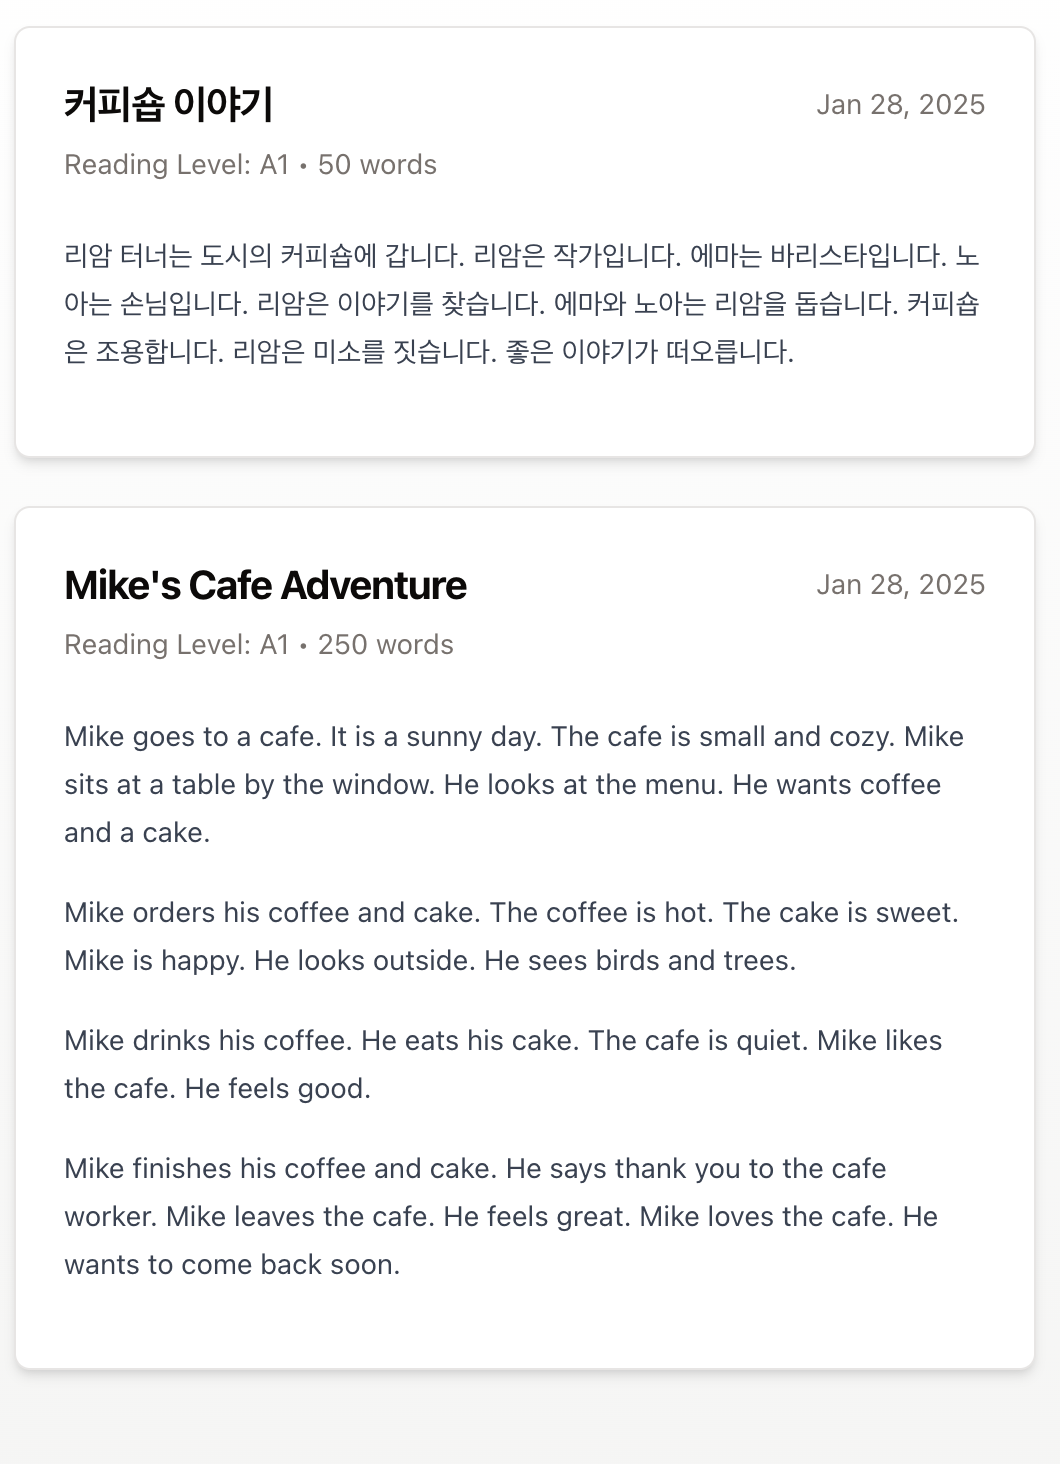 커피숍 이야기
Jan 28, 2025
Reading Level: A1 • 50 words
리암 터너는 도시의 커피숍에 갑니다. 리암은 작가입니다. 에마는 바리스타입니다. 노
아는 손님입니다. 리암은 이야기를 찾습니다. 에마와 노아는 리암을 돕습니다. 커피숍
은 조용합니다. 리암은 미소를 짓습니다. 좋은 이야기가 떠오릅니다.
Mike's Cafe Adventure
Jan 28, 2025
Reading Level: A1 • 250 words
Mike goes to a cafe. It is a sunny day. The cafe is small and cozy. Mike
sits at a table by the window. He looks at the menu. He wants coffee
and a cake.
Mike orders his coffee and cake. The coffee is hot. The cake is sweet.
Mike is happy. He looks outside. He sees birds and trees.
Mike drinks his coffee. He eats his cake. The cafe is quiet. Mike likes
the cafe. He feels good.
Mike finishes his coffee and cake. He says thank you to the cafe
worker. Mike leaves the cafe. He feels great. Mike loves the cafe. He
wants to come back soon.